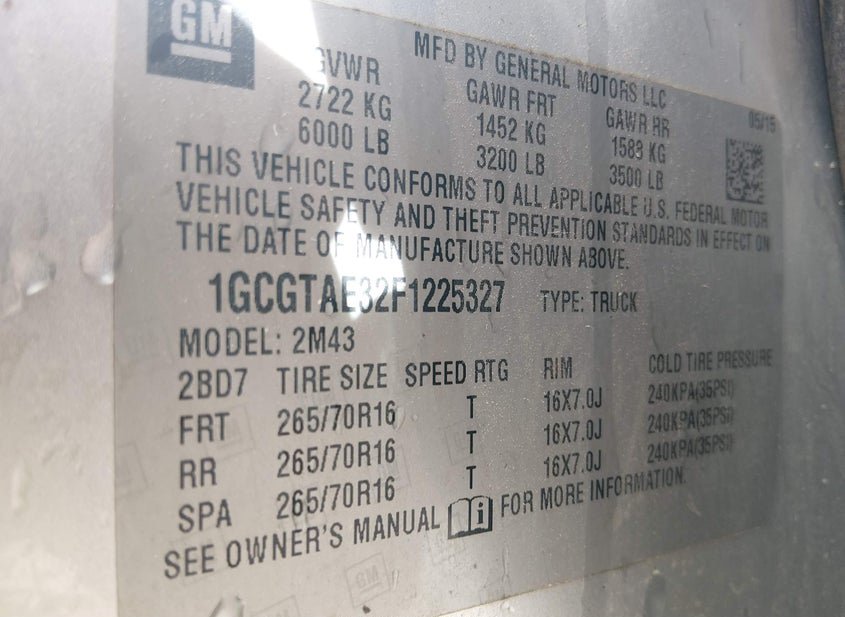 GM
MFD BY GENERAL MOTORS LLC
GVWR GAWR FRT GAWR RR 05/15
2722 KG 1452 KG 1583 KG
6000 LB 3200 LB 3500 LB
THIS VEHICLE CONFORMS TO ALL APPLICABLE U.S. FEDERAL MOTOR
VEHICLE SAFETY AND THEFT PREVENTION STANDARDS IN EFFECT ON
THE DATE OF MANUFACTURE SHOWN ABOVE.
1GCGTAE32F1225327 TYPE: TRUCK
MODEL: 2M43
2BD7 TIRE SIZE SPEED RTG RIM COLD TIRE PRESSURE
FRT 265/70R16 T 16X7.0J 240KPA(35PSI)
RR 265/70R16 T 16X7.0J 240KPA(35PSI)
SPA 265/70R16 T 16X7.0J 240KPA(35PSI)
SEE OWNER'S MANUAL i FOR MORE INFORMATION.
GM